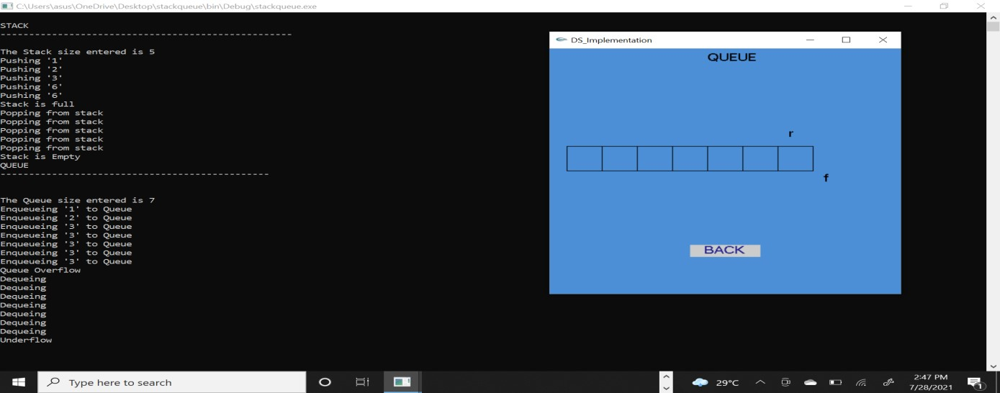 C:\Users\asus\OneDrive\Desktop\stackqueue\bin\Debug\stackqueue.exe
STACK
--------------------------------------------------
The Stack size entered is 5
Pushing '1'
Pushing '2'
Pushing '3'
Pushing '6'
Pushing '6'
Stack is full
Popping from stack
Popping from stack
Popping from stack
Popping from stack
Popping from stack
Stack is Empty
QUEUE
----------------------------------------------
The Queue size entered is 7
Enqueueing '1' to Queue
Enqueueing '2' to Queue
Enqueueing '3' to Queue
Enqueueing '3' to Queue
Enqueueing '3' to Queue
Enqueueing '3' to Queue
Enqueueing '3' to Queue
Queue Overflow
Dequeing
Dequeing
Dequeing
Dequeing
Dequeing
Dequeing
Dequeing
Underflow
DS_Implementation
QUEUE
r
f
BACK
Type here to search
29°C
2:47 PM
7/28/2021
1